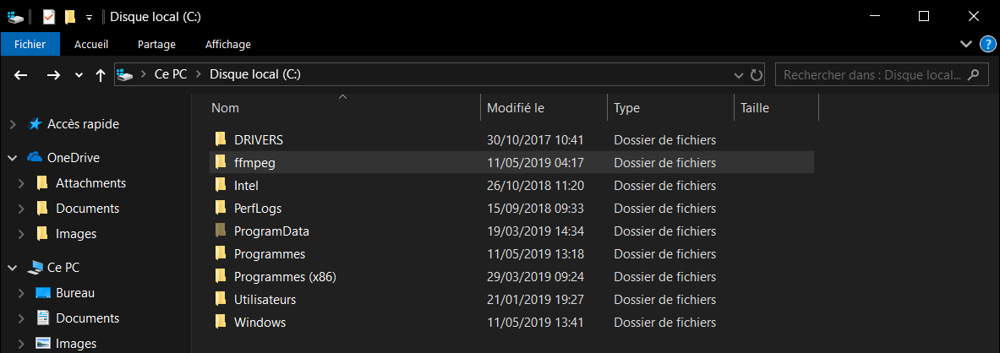 Disque local (C:)
Fichier Accueil Partage Affichage
Ce PC Disque local (C:) Rechercher dans : Disque local...
Nom Modifié le Type Taille
Accès rapide
OneDrive
Attachments
Documents
Images
Ce PC
Bureau
Documents
Images
DRIVERS 30/10/2017 10:41 Dossier de fichiers
ffmpeg 11/05/2019 04:17 Dossier de fichiers
Intel 26/10/2018 11:20 Dossier de fichiers
PerfLogs 15/09/2018 09:33 Dossier de fichiers
ProgramData 19/03/2019 14:34 Dossier de fichiers
Programmes 11/05/2019 13:18 Dossier de fichiers
Programmes (x86) 29/03/2019 09:24 Dossier de fichiers
Utilisateurs 21/01/2019 19:27 Dossier de fichiers
Windows 11/05/2019 13:41 Dossier de fichiers